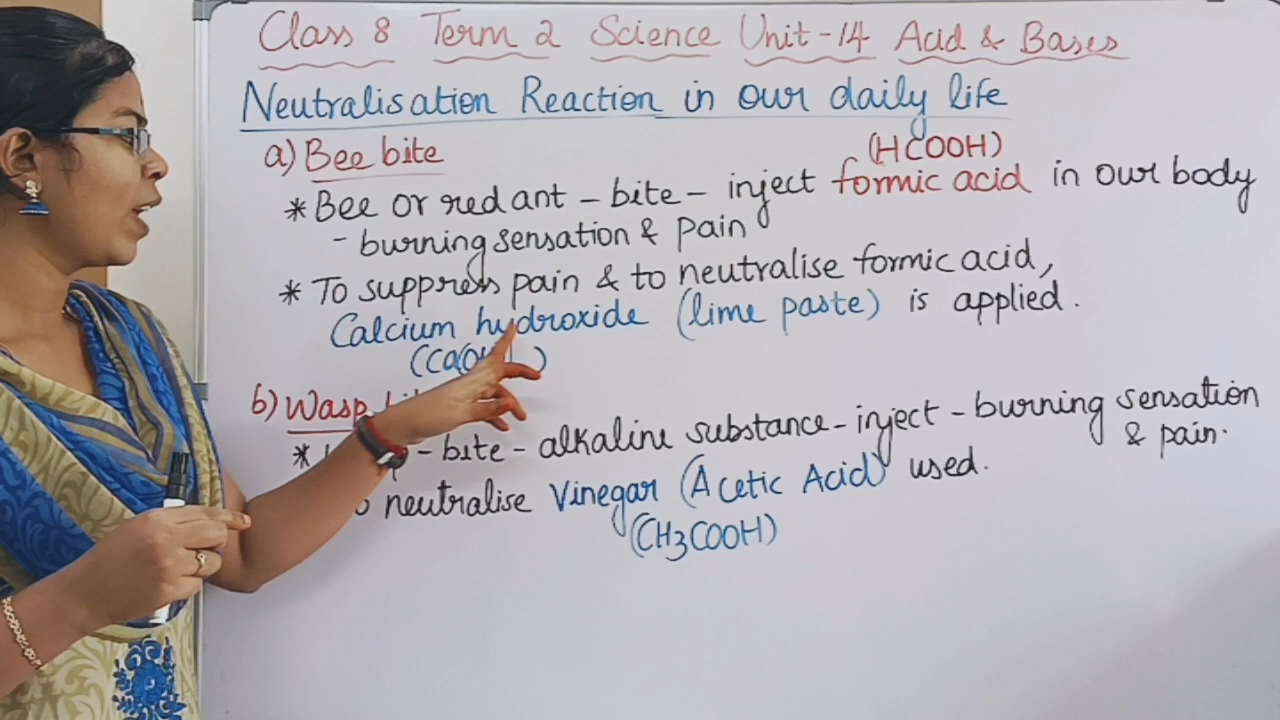 Class 8 Term 2 Science Unit-14 Acid & Bases
Neutralisation Reaction in our daily life
a) Bee bite
(HCOOH)
* Bee or red ant - bite - inject formic acid in our body
- burning sensation & pain
* To suppress pain & to neutralise formic acid,
Calcium hydroxide (lime paste) is applied.
b) Wasp
* - bite - alkaline substance - inject - burning sensation
& pain.
neutralise Vinegar (Acetic Acid) used.
(CH3COOH)